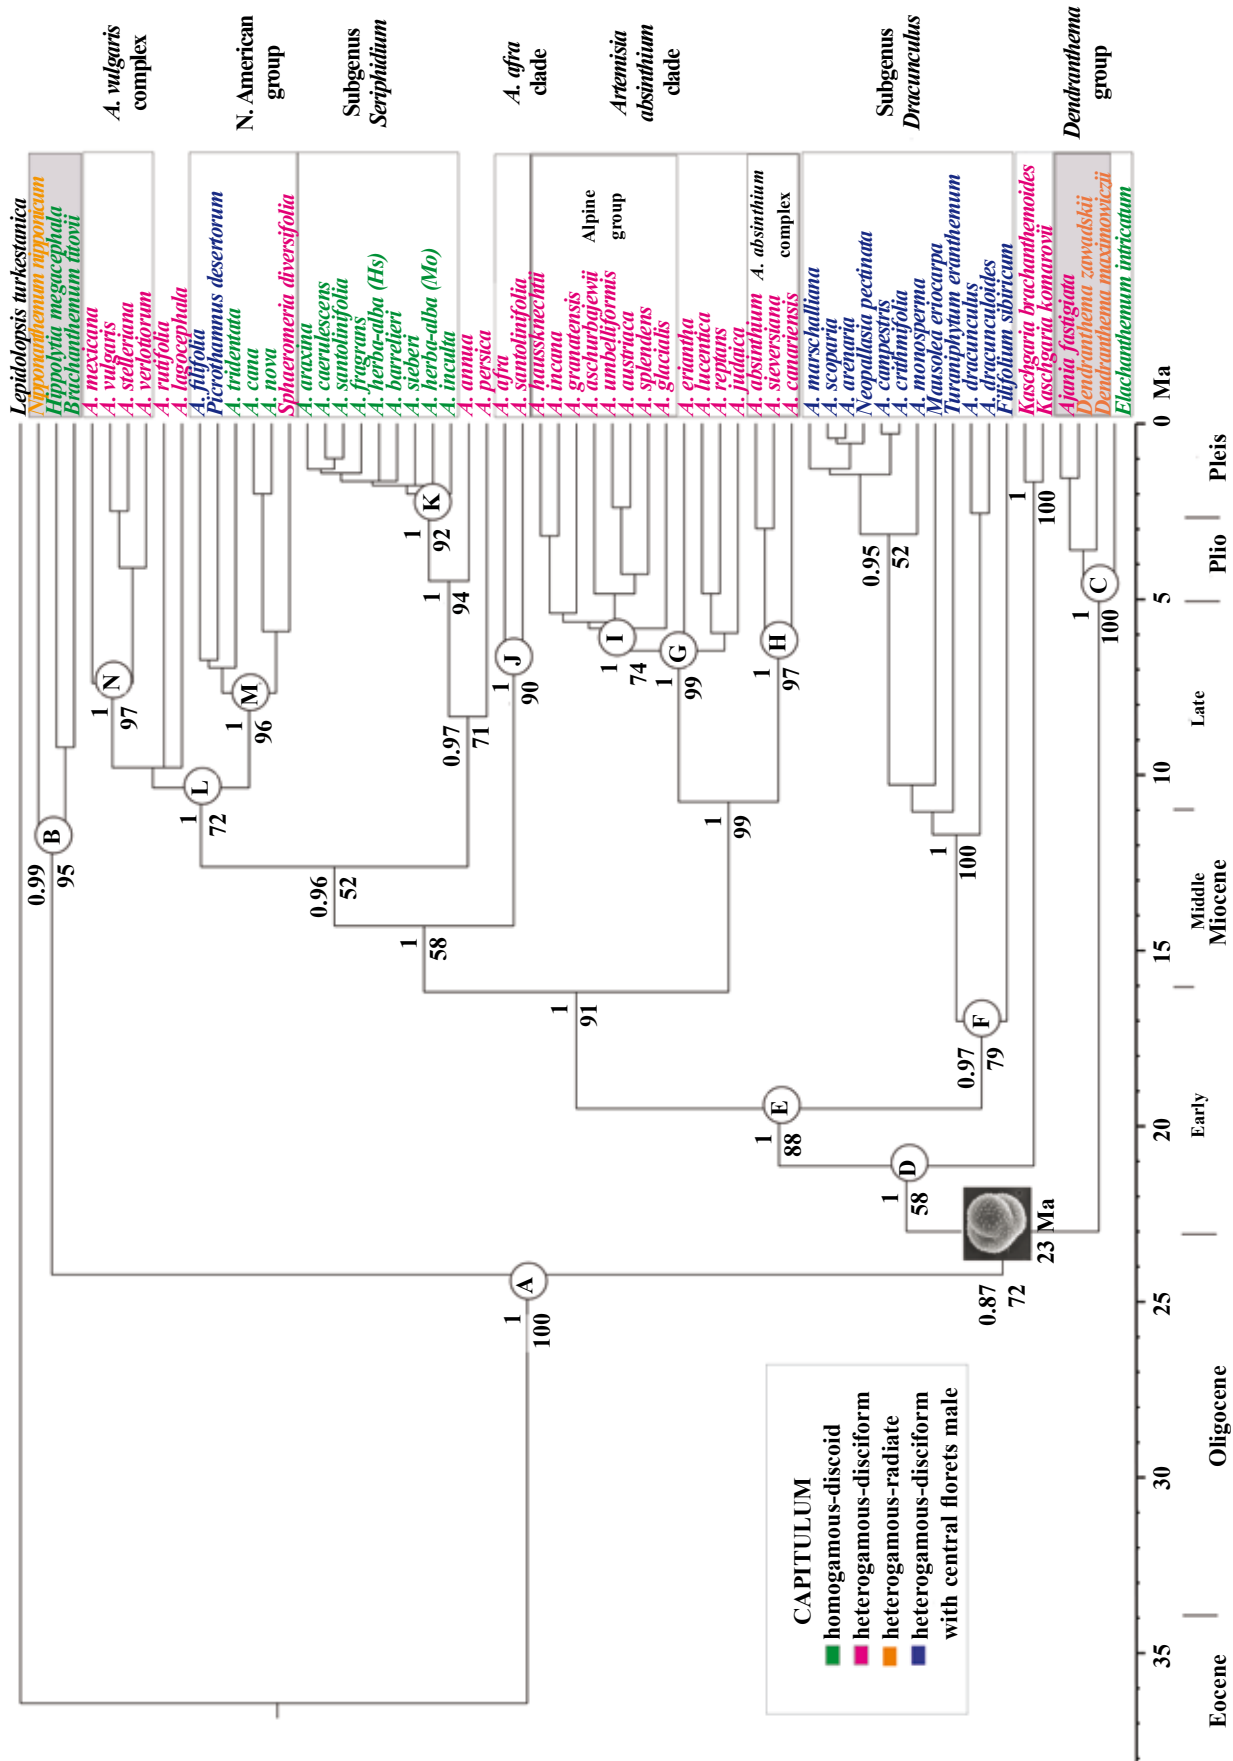 Lepidolopsis turkestanica
Nipponanthemum nipponicum
Hippolytia megacephala
Brachanthemum titovii
A. mexicana
A. vulgaris
A. stelleriana
A. verlotiorum
A. rutifolia
A. lagocephala
A. filifolia
Picrothamnus desertorum
A. tridentata
A. cana
A. nova
Sphaeromeria diversifolia
A. araxina
A. caerulescens
A. santolinifolia
A. fragrans
A. herba-alba (Hs)
A. barrelieri
A. sieberi
A. herba-alba (Mo)
A. inculta
A. annua
A. persica
A. afra
A. santolinifolia
A. haussknechtii
A. incana
A. granatensis
A. aschurbajewii
A. umbelliformis
A. austriaca
A. splendens
A. glacialis
A. eriantha
A. lucentica
A. reptans
A. judaica
A. absinthium
A. sieversiana
A. canariensis
A. marschalliana
A. scoparia
A. arenaria
Neopallasia pectinata
A. campestris
A. crithmifolia
A. monosperma
Mausolea eriocarpa
Turaniphytum eranthemum
A. dracunculus
A. dracunculoides
Filifolium sibiricum
Kaschgaria brachanthemoides
Kaschgaria komarovii
Ajania fastigiata
Dendranthema zawadskii
Dendranthema maximowiczii
Elachanthemum intricatum
A. vulgaris
complex
N. American
group
Subgenus
Seriphidium
A. afra
clade
Artemisia
absinthium
clade
Alpine
group
A. absinthium
complex
Subgenus
Dracunculus
Dendranthema
group
B
0.99
95
N
1
97
M
1
96
L
1
72
K
1
92
1
94
0.97
71
0.96
52
J
1
90
1
58
I
1
74
G
1
99
H
1
97
1
99
1
91
0.95
52
1
100
F
0.97
79
E
1
88
1
100
D
1
58
C
1
100
23 Ma
0.87
72
A
1
100
CAPITULUM
homogamous-discoid
heterogamous-disciform
heterogamous-radiate
heterogamous-disciform
with central florets male
35
30
25
20
15
10
5
0
Ma
Eocene
Oligocene
Early
Middle
Late
Miocene
Plio
Pleis